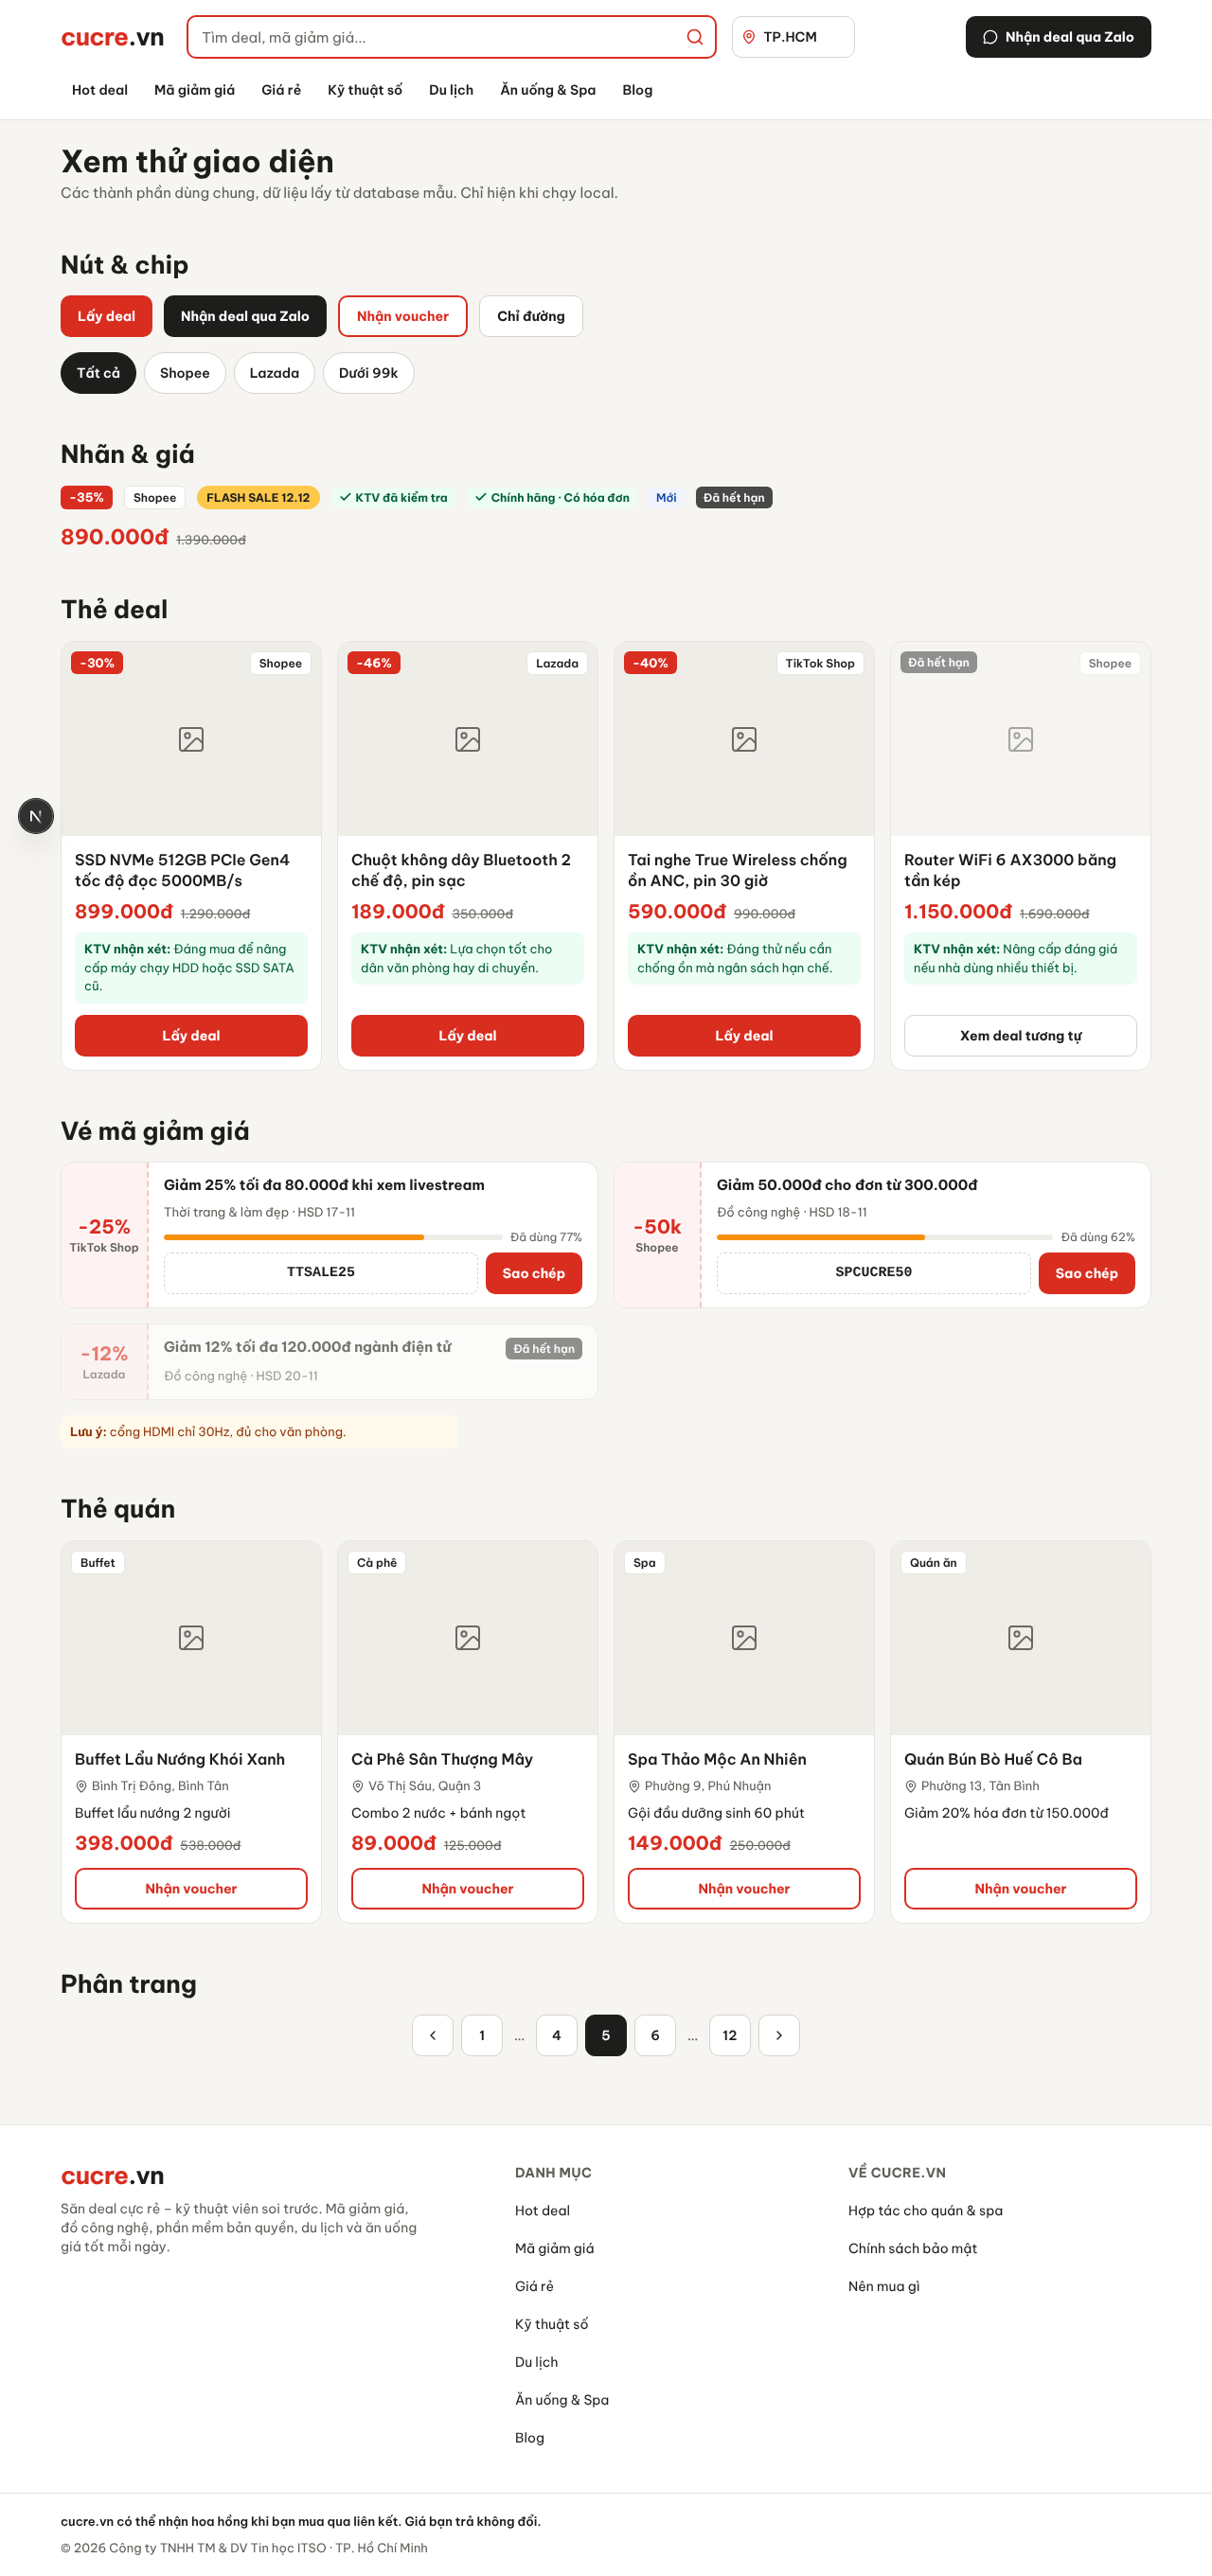 cucre.vn
Tìm deal, mã giảm giá...
TP.HCM
Nhận deal qua Zalo
Hot deal Mã giảm giá Giá rẻ Kỹ thuật số Du lịch Ăn uống & Spa Blog
Xem thử giao diện
Các thành phần dùng chung, dữ liệu lấy từ database mẫu. Chỉ hiện khi chạy local.
Nút & chip
Lấy deal Nhận deal qua Zalo Nhận voucher Chỉ đường
Tất cả Shopee Lazada Dưới 99k
Nhãn & giá
-35% Shopee FLASH SALE 12.12 KTV đã kiểm tra Chính hãng · Có hóa đơn Mới Đã hết hạn
890.000đ 1.390.000đ
Thẻ deal
-30% Shopee
SSD NVMe 512GB PCIe Gen4
tốc độ đọc 5000MB/s
899.000đ 1.290.000đ
KTV nhận xét: Đáng mua để nâng
cấp máy chạy HDD hoặc SSD SATA
cũ.
Lấy deal
-46% Lazada
Chuột không dây Bluetooth 2
chế độ, pin sạc
189.000đ 350.000đ
KTV nhận xét: Lựa chọn tốt cho
dân văn phòng hay di chuyển.
Lấy deal
-40% TikTok Shop
Tai nghe True Wireless chống
ồn ANC, pin 30 giờ
590.000đ 990.000đ
KTV nhận xét: Đáng thử nếu cần
chống ồn mà ngân sách hạn chế.
Lấy deal
Đã hết hạn Shopee
Router WiFi 6 AX3000 băng
tần kép
1.150.000đ 1.690.000đ
KTV nhận xét: Nâng cấp đáng giá
nếu nhà dùng nhiều thiết bị.
Xem deal tương tự
N
Vé mã giảm giá
-25%
TikTok Shop
Giảm 25% tối đa 80.000đ khi xem livestream
Thời trang & làm đẹp · HSD 17-11
Đã dùng 77%
TTSALE25 Sao chép
-50k
Shopee
Giảm 50.000đ cho đơn từ 300.000đ
Đồ công nghệ · HSD 18-11
Đã dùng 62%
SPCUCRE50 Sao chép
-12%
Lazada
Giảm 12% tối đa 120.000đ ngành điện tử
Đã hết hạn
Đồ công nghệ · HSD 20-11
Lưu ý: cổng HDMI chỉ 30Hz, đủ cho văn phòng.
Thẻ quán
Buffet
Buffet Lẩu Nướng Khói Xanh
Bình Trị Đông, Bình Tân
Buffet lẩu nướng 2 người
398.000đ 538.000đ
Nhận voucher
Cà phê
Cà Phê Sân Thượng Mây
Võ Thị Sáu, Quận 3
Combo 2 nước + bánh ngọt
89.000đ 125.000đ
Nhận voucher
Spa
Spa Thảo Mộc An Nhiên
Phường 9, Phú Nhuận
Gội đầu dưỡng sinh 60 phút
149.000đ 250.000đ
Nhận voucher
Quán ăn
Quán Bún Bò Huế Cô Ba
Phường 13, Tân Bình
Giảm 20% hóa đơn từ 150.000đ
Nhận voucher
Phân trang
1 ... 4 5 6 ... 12
cucre.vn
Săn deal cực rẻ – kỹ thuật viên soi trước. Mã giảm giá,
đồ công nghệ, phần mềm bản quyền, du lịch và ăn uống
giá tốt mỗi ngày.
DANH MỤC
Hot deal
Mã giảm giá
Giá rẻ
Kỹ thuật số
Du lịch
Ăn uống & Spa
Blog
VỀ CUCRE.VN
Hợp tác cho quán & spa
Chính sách bảo mật
Nên mua gì
cucre.vn có thể nhận hoa hồng khi bạn mua qua liên kết. Giá bạn trả không đổi.
© 2026 Công ty TNHH TM & DV Tin học ITSO · TP. Hồ Chí Minh